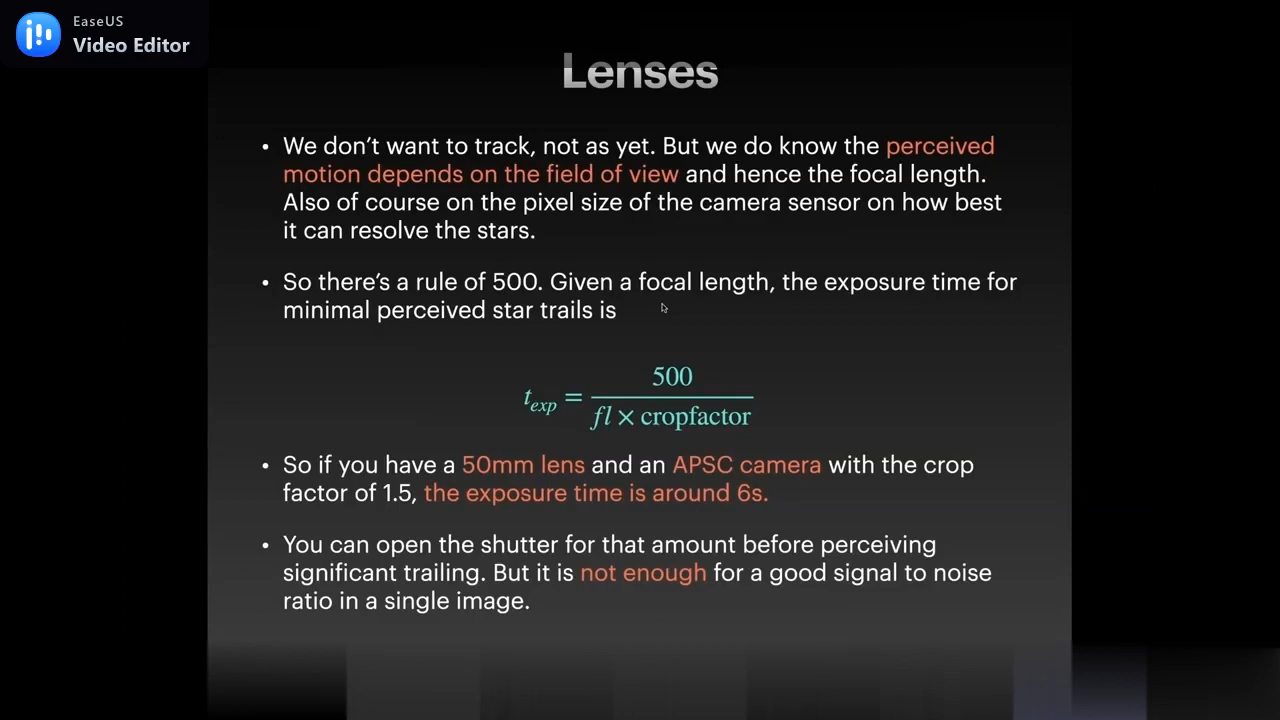 EaseUS
Video Editor
Lenses
• We don’t want to track, not as yet. But we do know the perceived
motion depends on the field of view and hence the focal length.
Also of course on the pixel size of the camera sensor on how best
it can resolve the stars.
• So there’s a rule of 500. Given a focal length, the exposure time for
minimal perceived star trails is
t_exp = 500 / (fl × cropfactor)
• So if you have a 50mm lens and an APSC camera with the crop
factor of 1.5, the exposure time is around 6s.
• You can open the shutter for that amount before perceiving
significant trailing. But it is not enough for a good signal to noise
ratio in a single image.